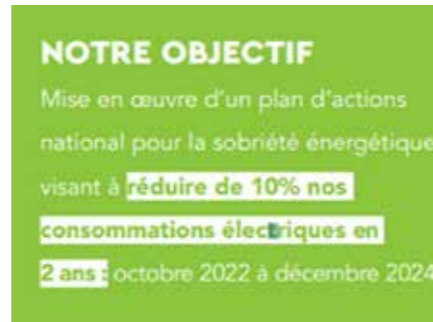 NOTRE OBJECTIF
Mise en œuvre d'un plan d'actions
national pour la sobriété énergétique
visant à réduire de 10% nos
consommations électriques en
2 ans : octobre 2022 à décembre 2024